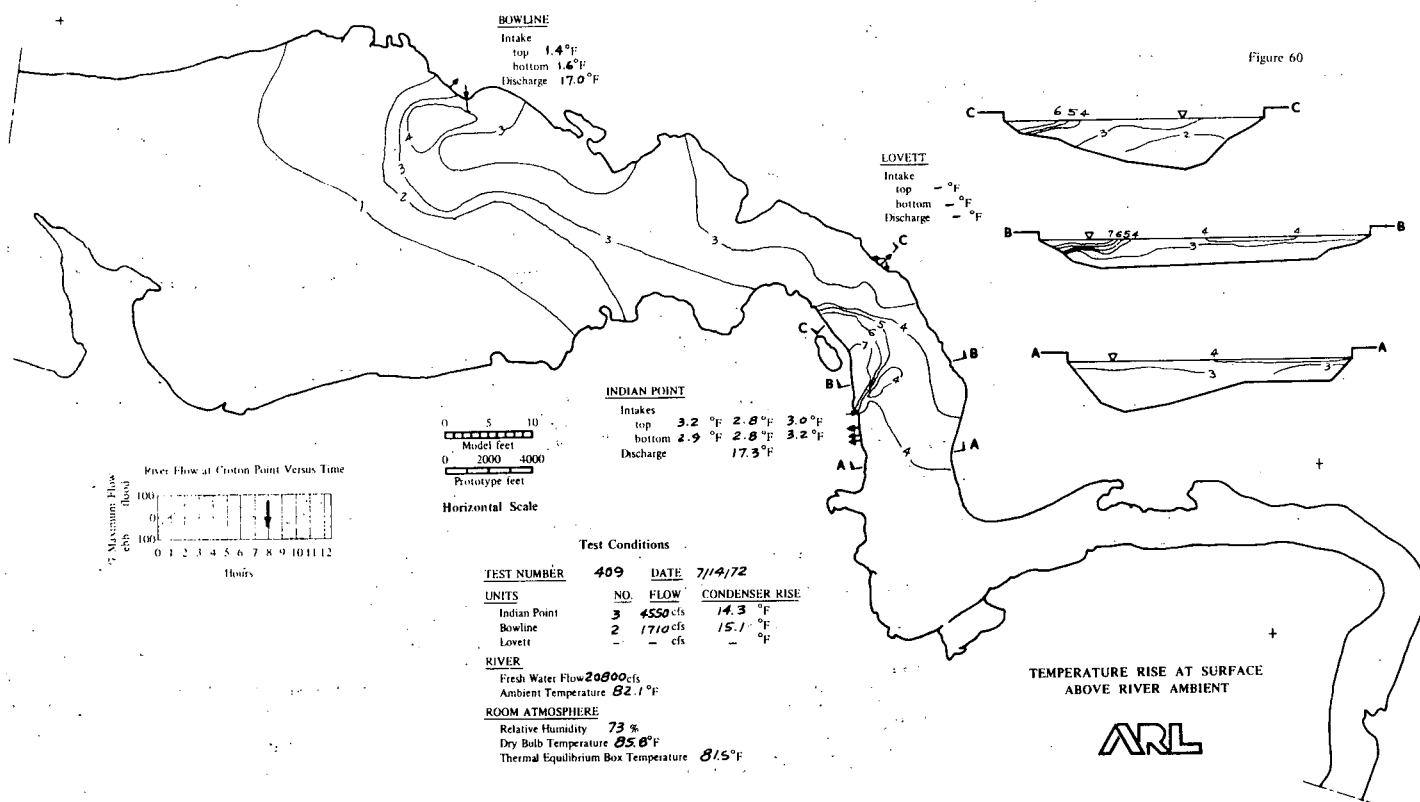 BOWLINE
Intake
top 1.4°F
bottom 1.6°F
Discharge 17.0°F
Figure 60
C 6 5 4 3 2 C
LOVETT
Intake
top – °F
bottom – °F
Discharge – °F
B 7 6 5 4 3 4 4 B
A 4 3 3 A
4
3
3
2
1
3
3
C
C
4
5
6
7
4
B
B
4
A
A
INDIAN POINT
Intakes
top 3.2 °F 2.8 °F 3.0 °F
bottom 2.9 °F 2.8 °F 3.2 °F
Discharge 17.3°F
0 5 10
Model feet
0 2000 4000
Prototype feet
Horizontal Scale
River Flow at Croton Point Versus Time
% Maximum Flow
ebb flood
100
0
100
0 1 2 3 4 5 6 7 8 9 10 11 12
Hours
Test Conditions
TEST NUMBER 409 DATE 7/14/72
UNITS NO. FLOW CONDENSER RISE
Indian Point 3 4550 cfs 14.3 °F
Bowline 2 1710 cfs 15.1 °F
Lovett – – cfs – °F
RIVER
Fresh Water Flow 20800 cfs
Ambient Temperature 82.1 °F
ROOM ATMOSPHERE
Relative Humidity 73 %
Dry Bulb Temperature °F
Thermal Equilibrium Box Temperature 81.5°F
TEMPERATURE RISE AT SURFACE
ABOVE RIVER AMBIENT
ARL